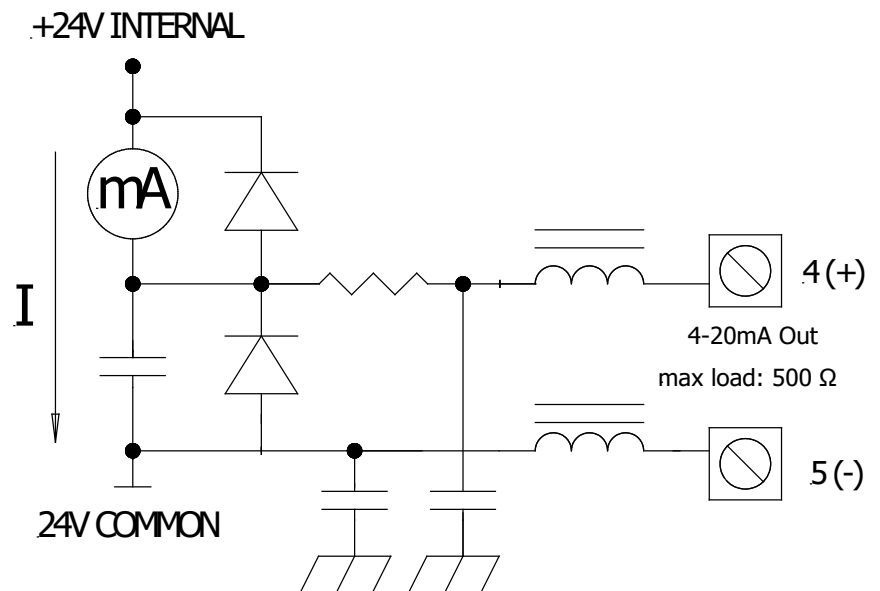 +24V INTERNAL
mA
I
4 (+)
4-20mA Out
max load: 500 Ω
5 (-)
24V COMMON